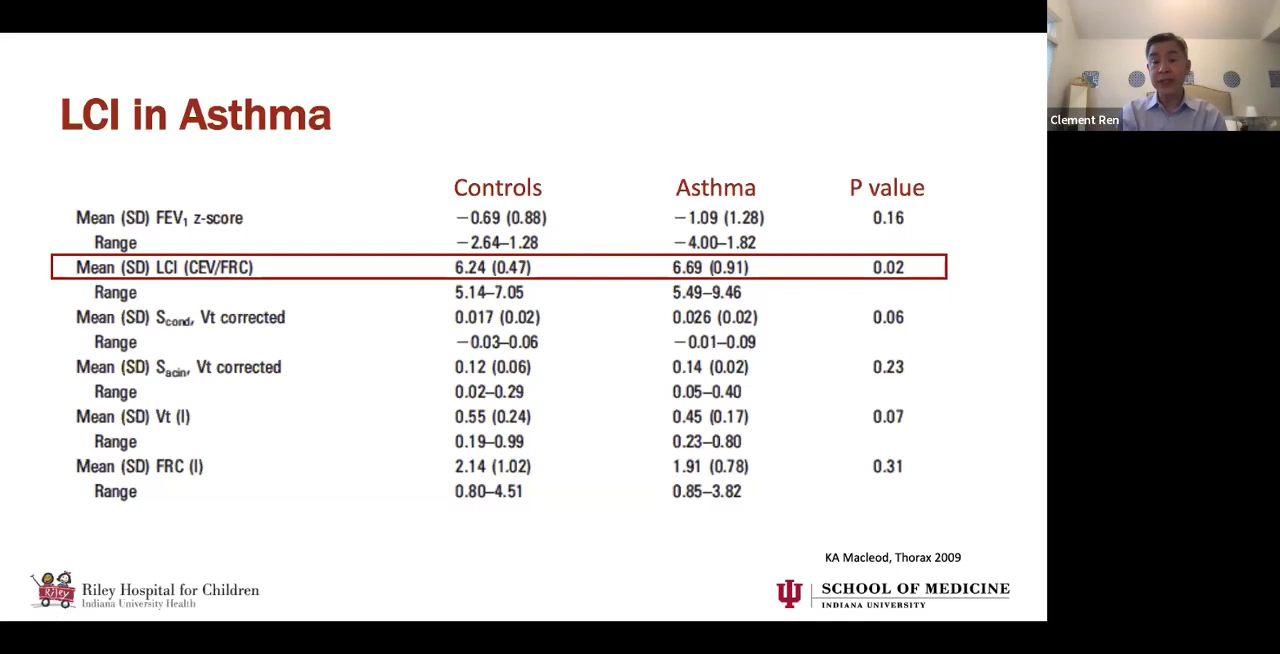 LCI in Asthma
Controls Asthma P value
Mean (SD) FEV1 z-score −0.69 (0.88) −1.09 (1.28) 0.16
Range −2.64–1.28 −4.00–1.82
Mean (SD) LCI (CEV/FRC) 6.24 (0.47) 6.69 (0.91) 0.02
Range 5.14–7.05 5.49–9.46
Mean (SD) Scond, Vt corrected 0.017 (0.02) 0.026 (0.02) 0.06
Range −0.03–0.06 −0.01–0.09
Mean (SD) Sacin, Vt corrected 0.12 (0.06) 0.14 (0.02) 0.23
Range 0.02–0.29 0.05–0.40
Mean (SD) Vt (l) 0.55 (0.24) 0.45 (0.17) 0.07
Range 0.19–0.99 0.23–0.80
Mean (SD) FRC (l) 2.14 (1.02) 1.91 (0.78) 0.31
Range 0.80–4.51 0.85–3.82
KA Macleod, Thorax 2009
Riley
Riley Hospital for Children
Indiana University Health
SCHOOL OF MEDICINE
INDIANA UNIVERSITY
Clement Ren